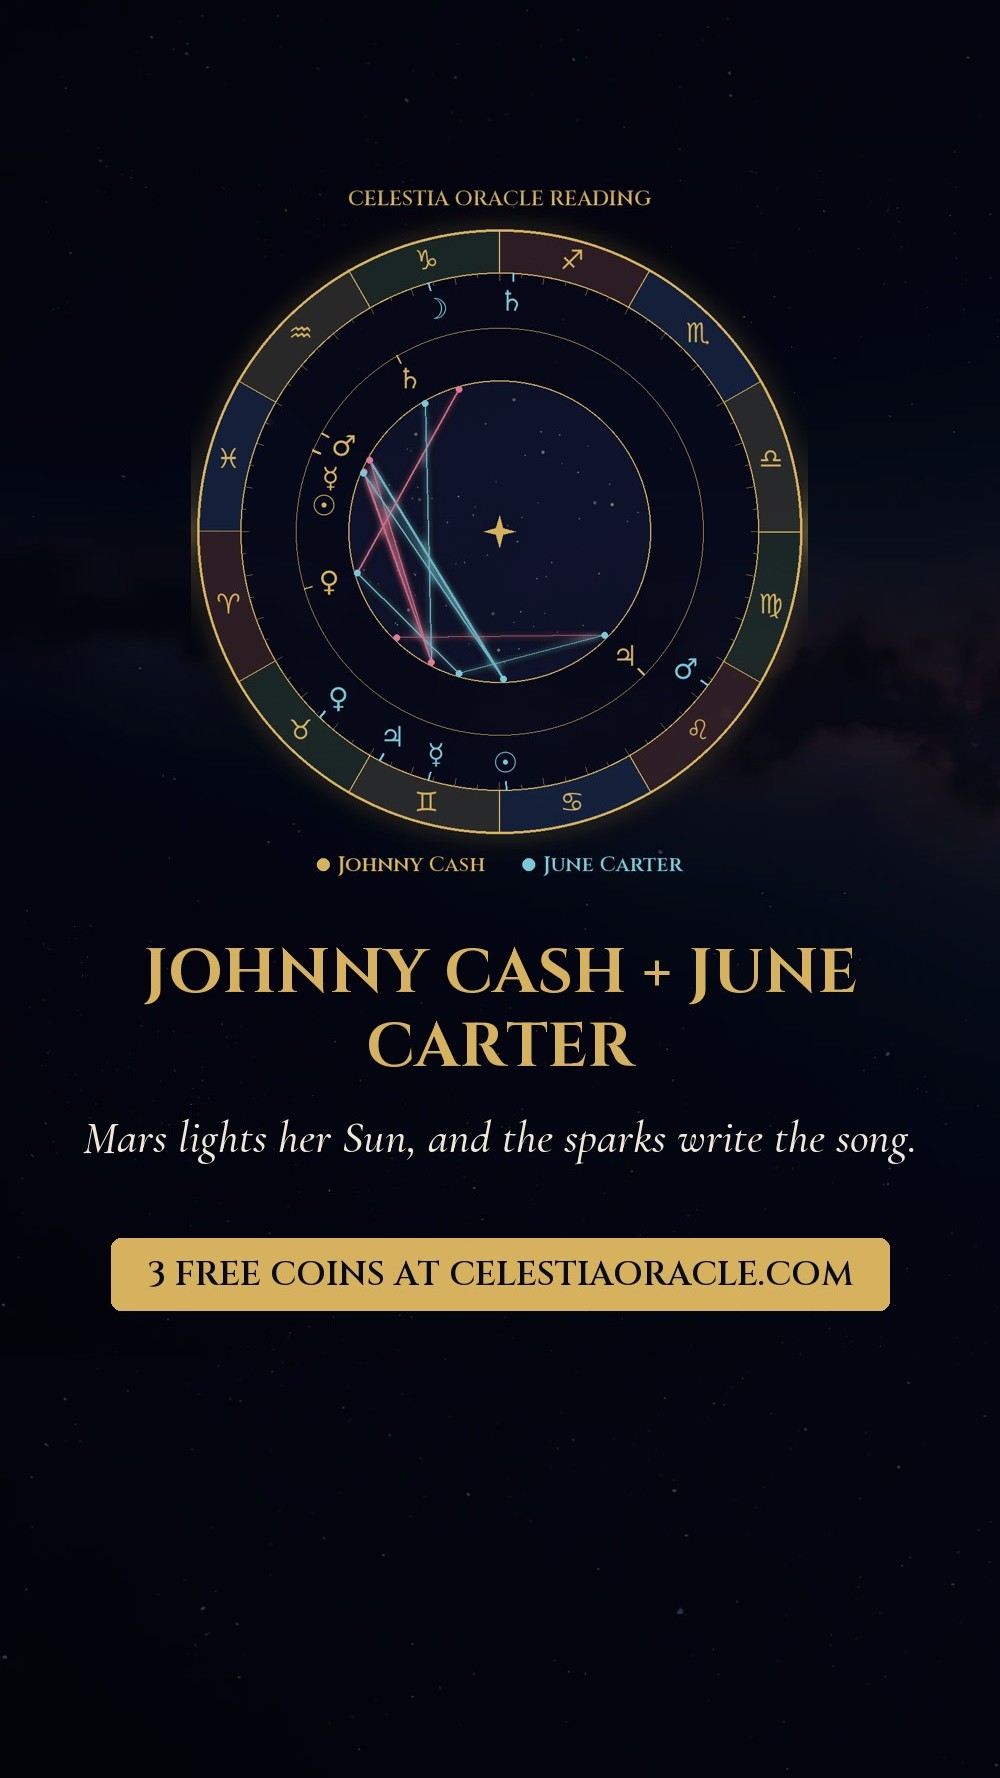 CELESTIA ORACLE READING
♑ ♐
☽ ♄
♒ ♏
♄
♂
♓ ☿ ♎
☉
♀
♈ ♍
♃ ♂
♀
♉ ♃ ☿ ☉ ♌
♊ ♋
JOHNNY CASH JUNE CARTER
JOHNNY CASH + JUNE
CARTER
Mars lights her Sun, and the sparks write the song.
3 FREE COINS AT CELESTIAORACLE.COM